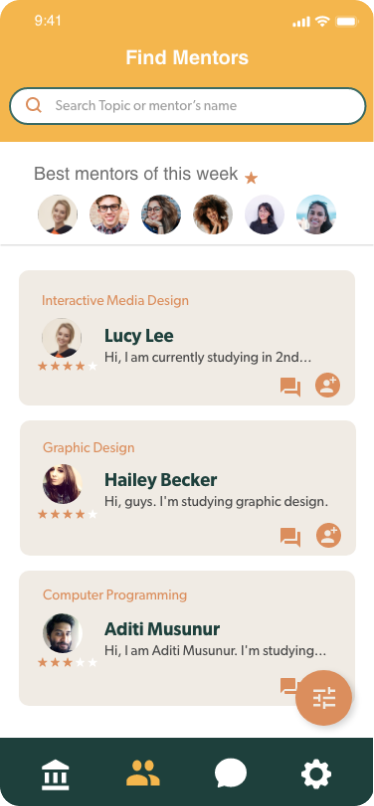 9:41
Find Mentors
Search Topic or mentor's name
Best mentors of this week
Interactive Media Design
Lucy Lee
Hi, I am currently studying in 2nd...
Graphic Design
Hailey Becker
Hi, guys. I'm studying graphic design.
Computer Programming
Aditi Musunur
Hi, I am Aditi Musunur. I'm studying...